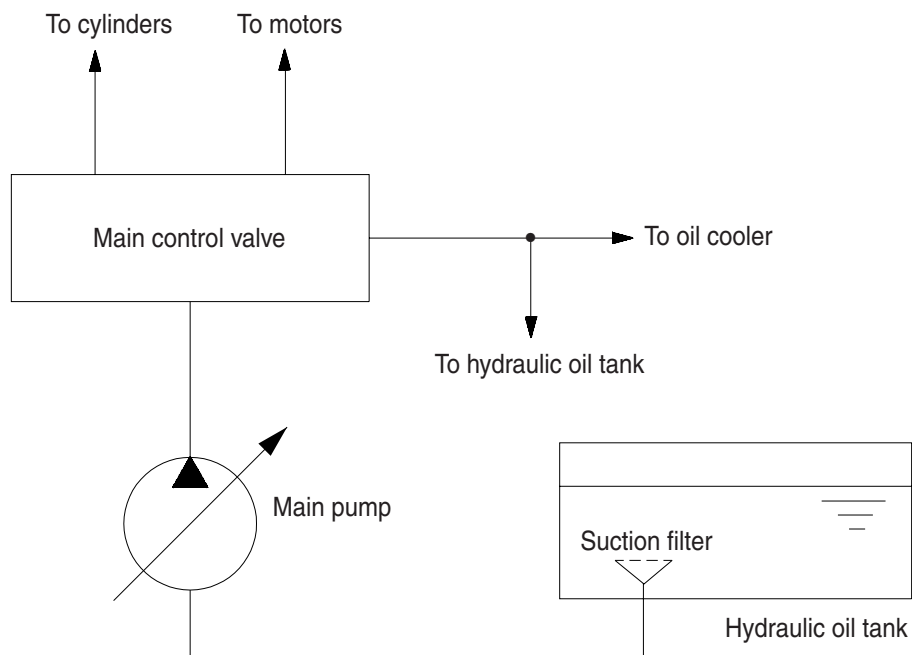 To cylinders
To motors
Main control valve
To oil cooler
To hydraulic oil tank
Main pump
Suction filter
Hydraulic oil tank